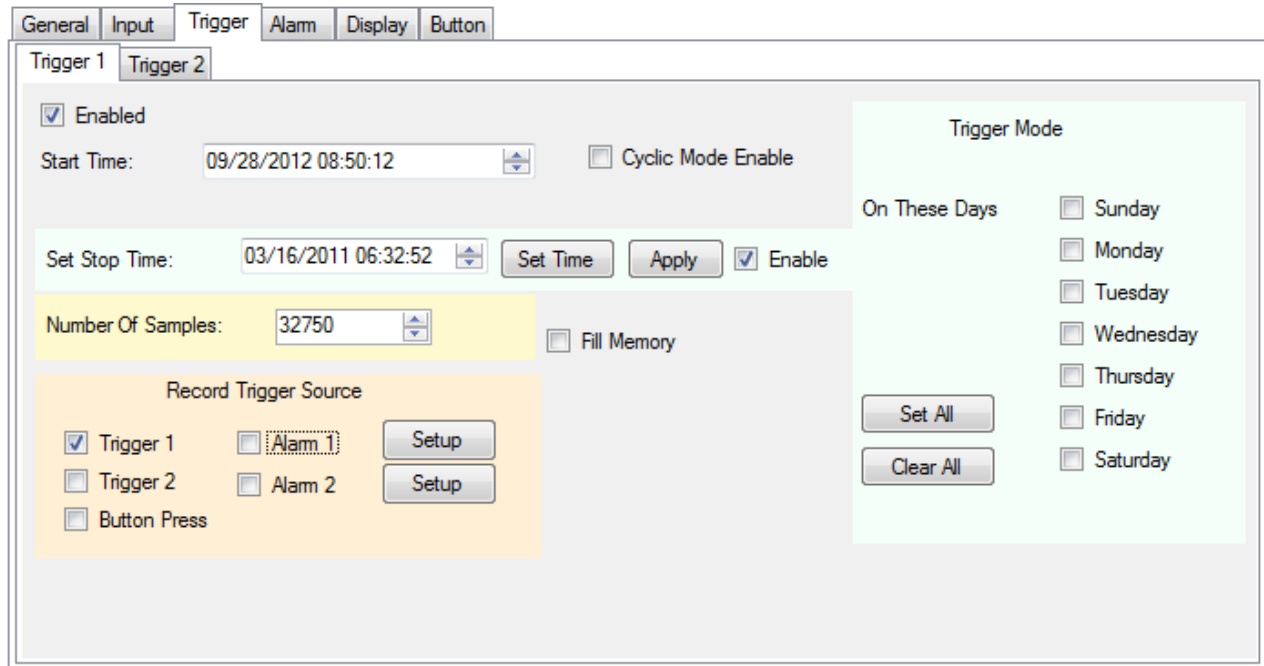 General Input Trigger Alarm Display Button
Trigger 1 Trigger 2
Enabled
Start Time: 09/28/2012 08:50:12
Cyclic Mode Enable
Set Stop Time: 03/16/2011 06:32:52 Set Time Apply Enable
Number Of Samples: 32750
Fill Memory
Record Trigger Source
Trigger 1 Alarm 1 Setup
Trigger 2 Alarm 2 Setup
Button Press
Trigger Mode
On These Days Sunday
Monday
Tuesday
Wednesday
Thursday
Set All Friday
Clear All Saturday